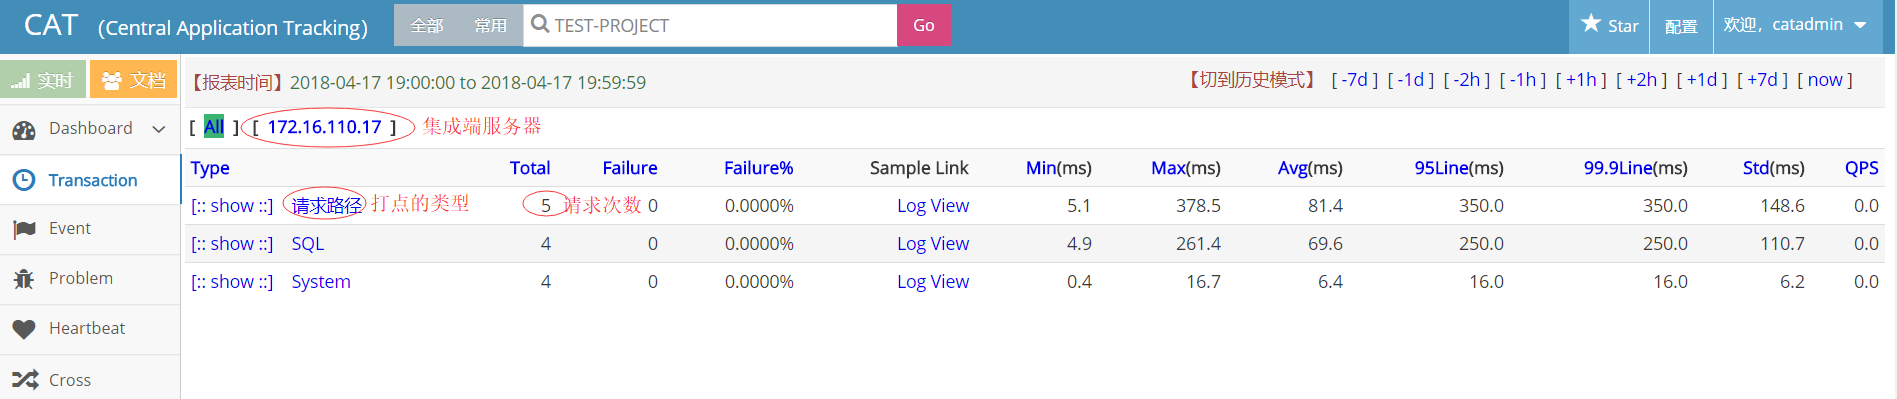 CAT (Central Application Tracking) 全部 常用 TEST-PROJECT Go Star 配置 欢迎，catadmin
实时 文档 【报表时间】2018-04-17 19:00:00 to 2018-04-17 19:59:59 【切到历史模式】 [ -7d ] [ -1d ] [ -2h ] [ -1h ] [ +1h ] [ +2h ] [ +1d ] [ +7d ] [ now ]
Dashboard [ All ] [ 172.16.110.17 ] 集成端服务器
Transaction
Event
Problem
Heartbeat
Cross
Type Total Failure Failure% Sample Link Min(ms) Max(ms) Avg(ms) 95Line(ms) 99.9Line(ms) Std(ms) QPS
[:: show ::] 请求路径 打点的类型 5 请求次数 0 0.0000% Log View 5.1 378.5 81.4 350.0 350.0 148.6 0.0
[:: show ::] SQL 4 0 0.0000% Log View 4.9 261.4 69.6 250.0 250.0 110.7 0.0
[:: show ::] System 4 0 0.0000% Log View 0.4 16.7 6.4 16.0 16.0 6.2 0.0